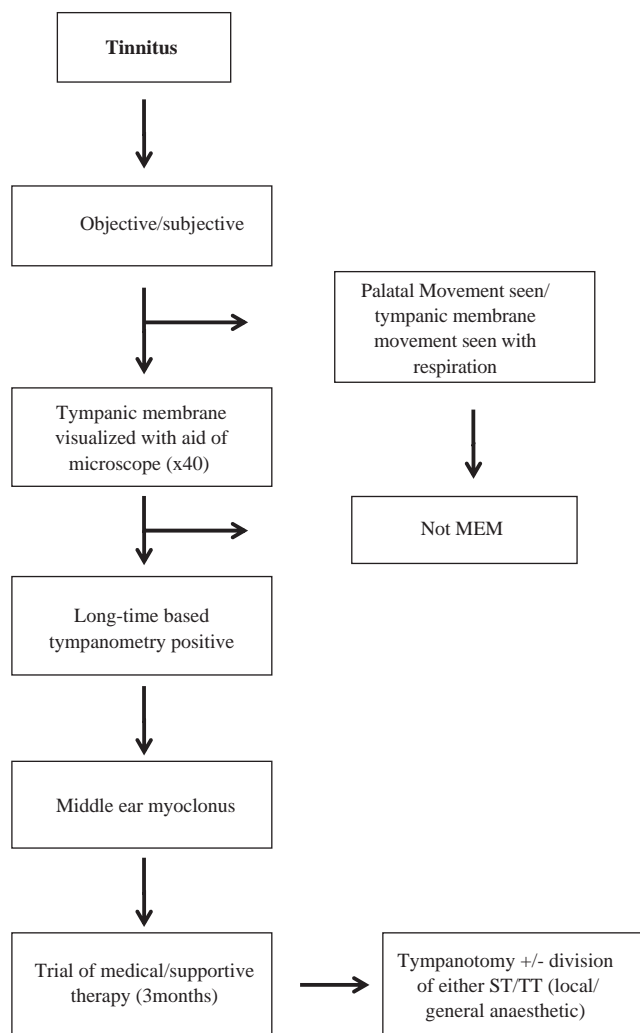 Tinnitus
Objective/subjective
Palatal Movement seen/
tympanic membrane
movement seen with
respiration
Tympanic membrane
visualized with aid of
microscope (x40)
Not MEM
Long-time based
tympanometry positive
Middle ear myoclonus
Trial of medical/supportive
therapy (3months)
Tympanotomy +/- division
of either ST/TT (local/
general anaesthetic)